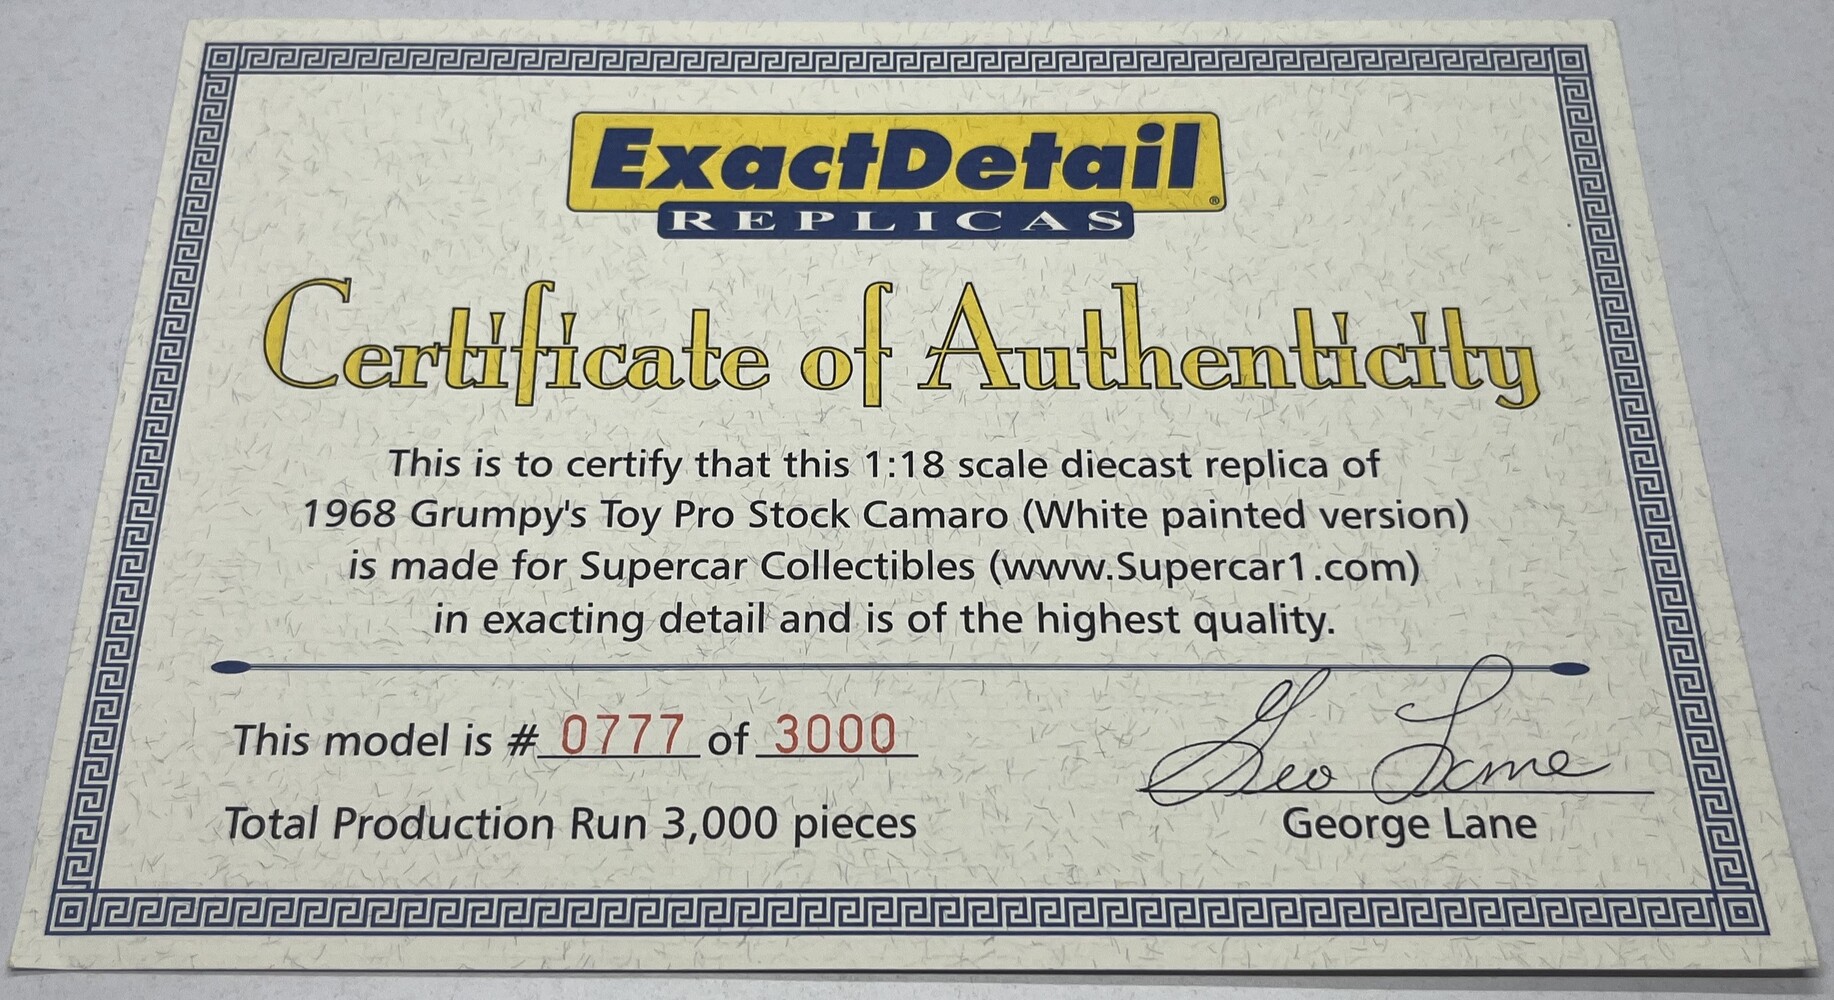 ExactDetail®
REPLICAS
Certificate of Authenticity
This is to certify that this 1:18 scale diecast replica of
1968 Grumpy's Toy Pro Stock Camaro (White painted version)
is made for Supercar Collectibles (www.Supercar1.com)
in exacting detail and is of the highest quality.
This model is # 0777 of 3000
Geo Lane
Total Production Run 3,000 pieces
George Lane